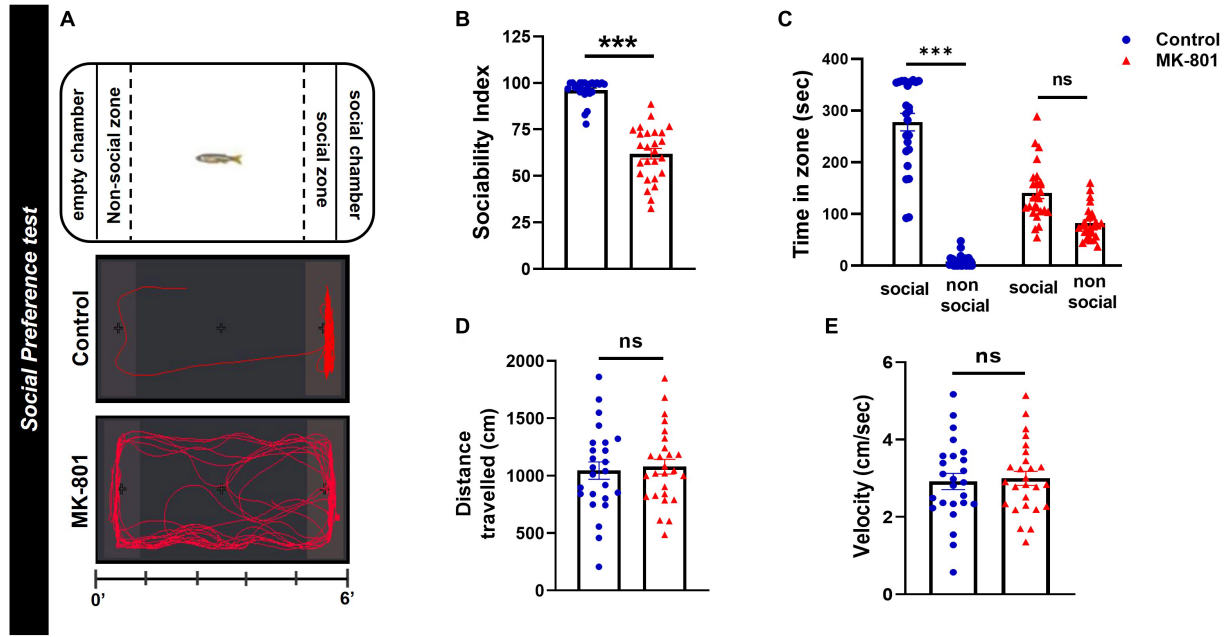 Social Preference test
A
empty chamber
Non-social zone
social zone
social chamber
Control
MK-801
0’
6’
B
Sociability Index
125
100
75
50
25
0
***
C
Time in zone (sec)
400
300
200
100
0
***
ns
social
non
social
social
non
social
Control
MK-801
D
Distance
travelled (cm)
2000
1500
1000
500
0
ns
E
Velocity (cm/sec)
6
4
2
0
ns